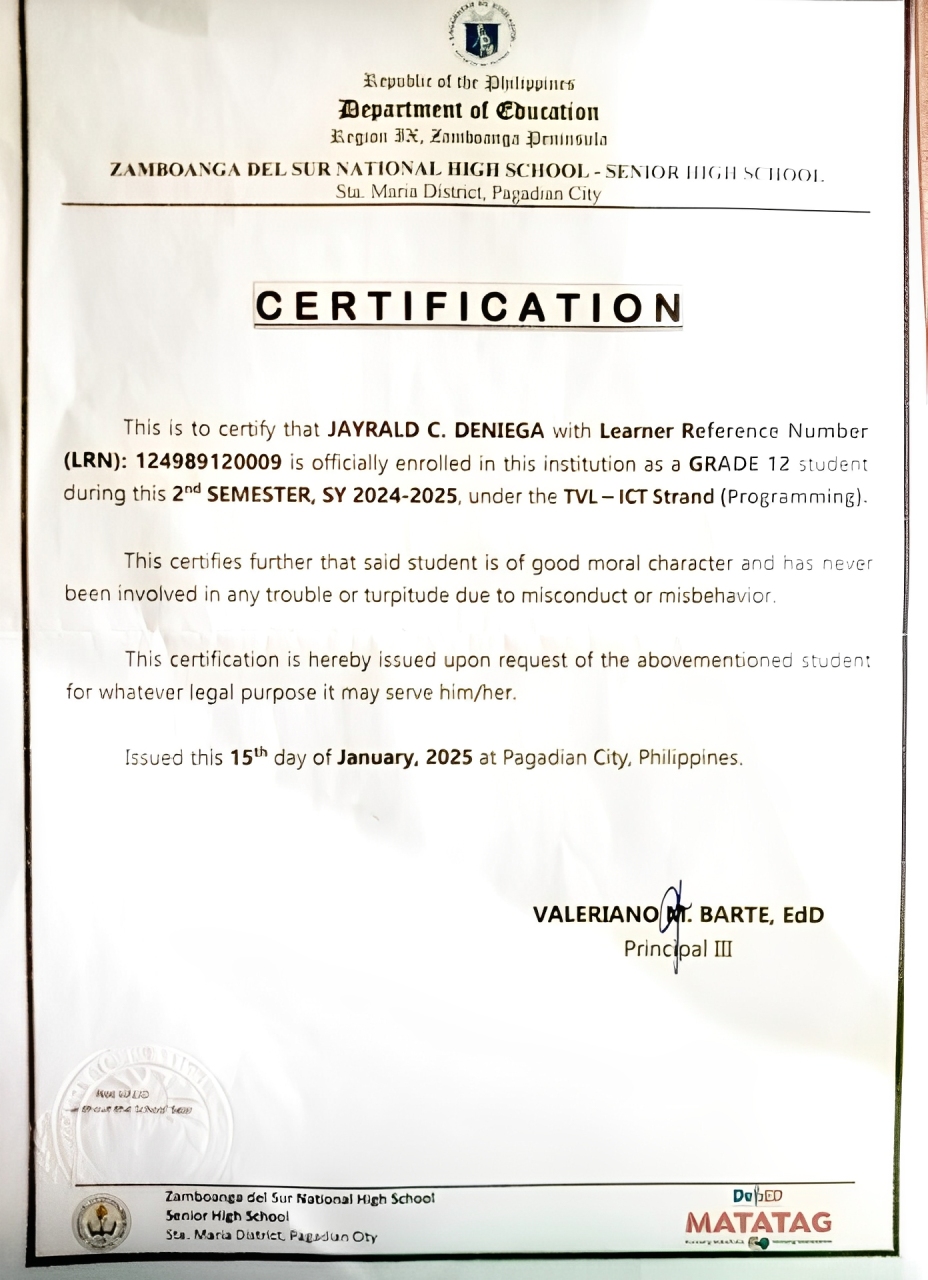 Republic of the Philippines
Department of Education
Region IX, Zamboanga Peninsula
ZAMBOANGA DEL SUR NATIONAL HIGH SCHOOL - SENIOR HIGH SCHOOL
Sta. Maria District, Pagadian City
CERTIFICATION
This is to certify that JAYRALD C. DENIEGA with Learner Reference Number
(LRN): 124989120009 is officially enrolled in this institution as a GRADE 12 student
during this 2nd SEMESTER, SY 2024-2025, under the TVL – ICT Strand (Programming).
This certifies further that said student is of good moral character and has never
been involved in any trouble or turpitude due to misconduct or misbehavior.
This certification is hereby issued upon request of the abovementioned student
for whatever legal purpose it may serve him/her.
Issued this 15th day of January, 2025 at Pagadian City, Philippines.
VALERIANO M. BARTE, EdD
Principal III
Zamboanga del Sur National High School
Senior High School
Sta. Maria District, Pagadian City
DepED
MATATAG